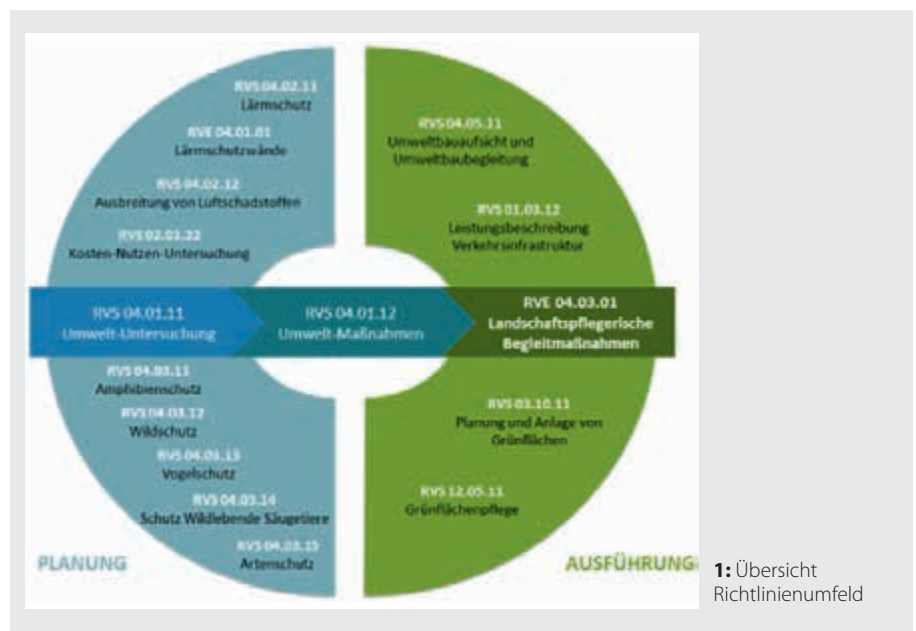 RVS 04.02.11
Lärmschutz
RVE 04.01.01
Lärmschutzwände
RVS 04.02.12
Ausbreitung von Luftschadstoffen
RVS 02.01.22
Kosten-Nutzen-Untersuchung
RVS 04.05.11
Umweltbauaufsicht und
Umweltbaubegleitung
RVS 01.03.12
Leistungsbeschreibung
Verkehrsinfrastruktur
RVS 04.01.11
Umwelt-Untersuchung
RVS 04.01.12
Umwelt-Maßnahmen
RVE 04.03.01
Landschaftspflegerische
Begleitmaßnahmen
RVS 04.03.11
Amphibienschutz
RVS 04.03.12
Wildschutz
RVS 04.03.13
Vogelschutz
RVS 04.03.14
Schutz Wildlebende Säugetiere
RVS 04.03.15
Artenschutz
RVS 03.10.11
Planung und Anlage von
Grünflächen
RVS 12.05.11
Grünflächenpflege
PLANUNG
AUSFÜHRUNG
1: Übersicht
Richtlinienumfeld